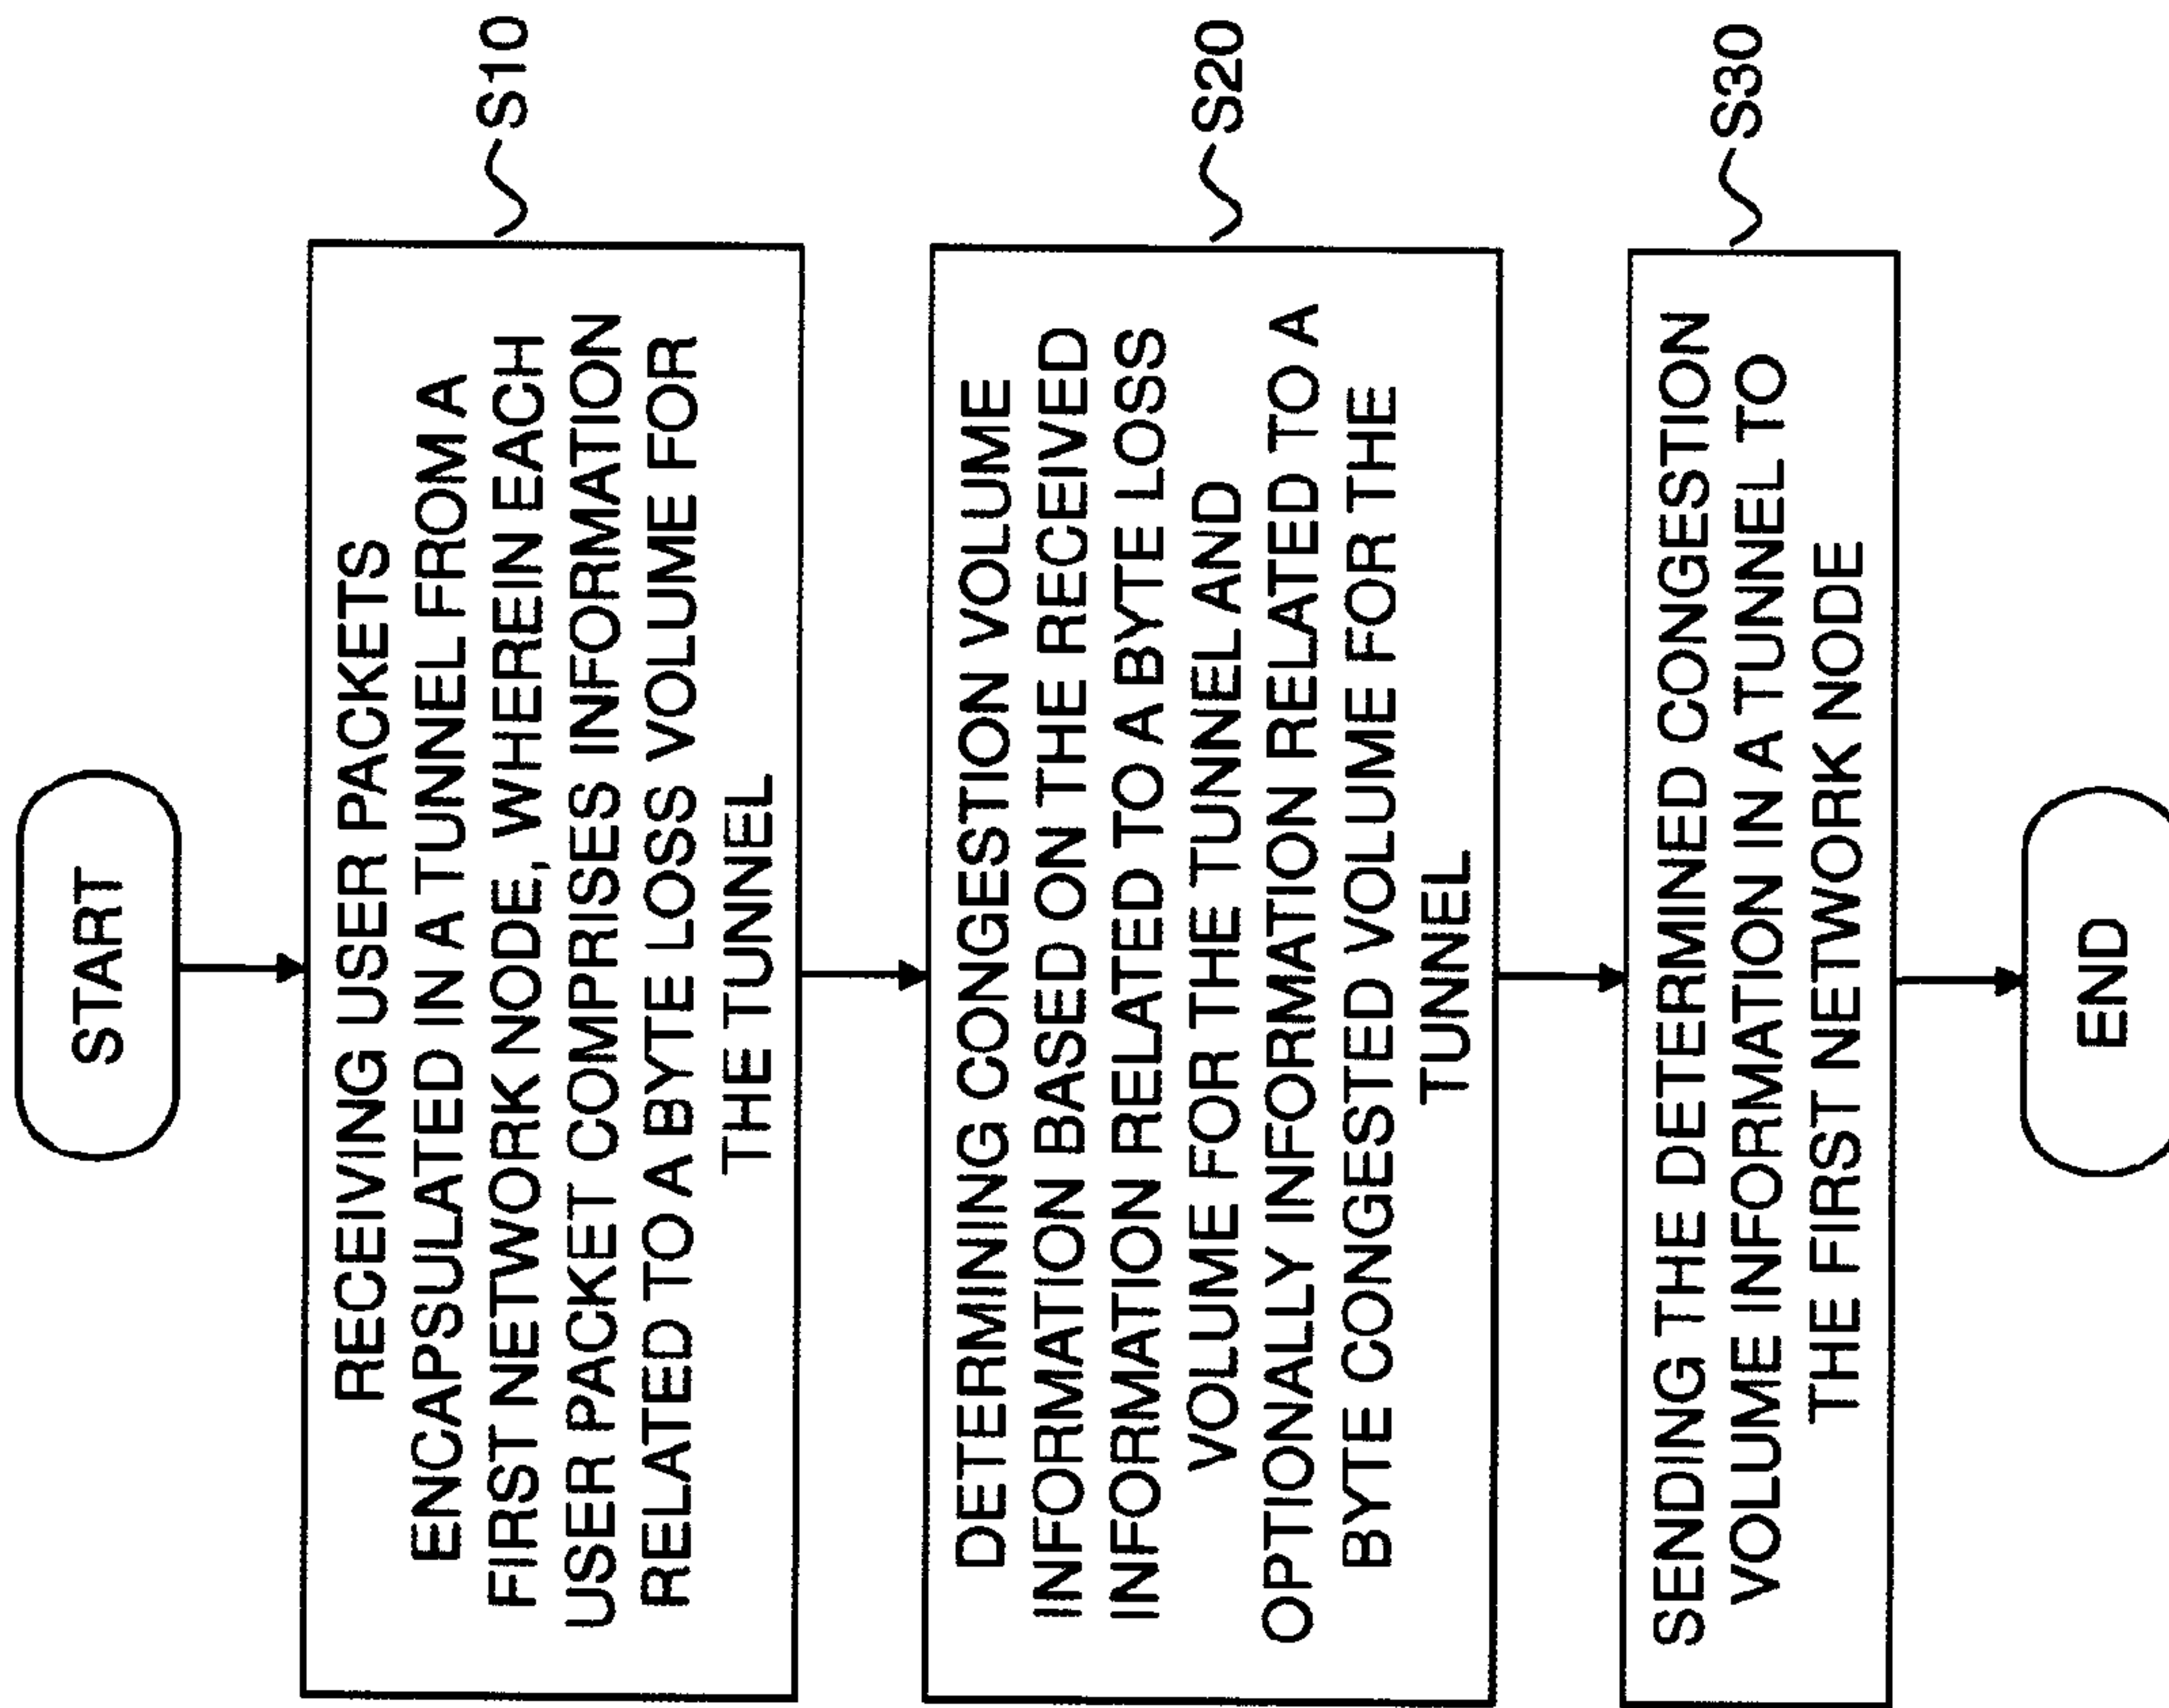 START
RECEIVING USER PACKETS
ENCAPSULATED IN A TUNNEL FROM A
FIRST NETWORK NODE, WHEREIN EACH
USER PACKET COMPRISES INFORMATION
RELATED TO A BYTE LOSS VOLUME FOR
THE TUNNEL
S10
DETERMINING CONGESTION VOLUME
INFORMATION BASED ON THE RECEIVED
INFORMATION RELATED TO A BYTE LOSS
VOLUME FOR THE TUNNEL AND
OPTIONALLY INFORMATION RELATED TO A
BYTE CONGESTED VOLUME FOR THE
TUNNEL
S20
SENDING THE DETERMINED CONGESTION
VOLUME INFORMATION IN A TUNNEL TO
THE FIRST NETWORK NODE
S30
END